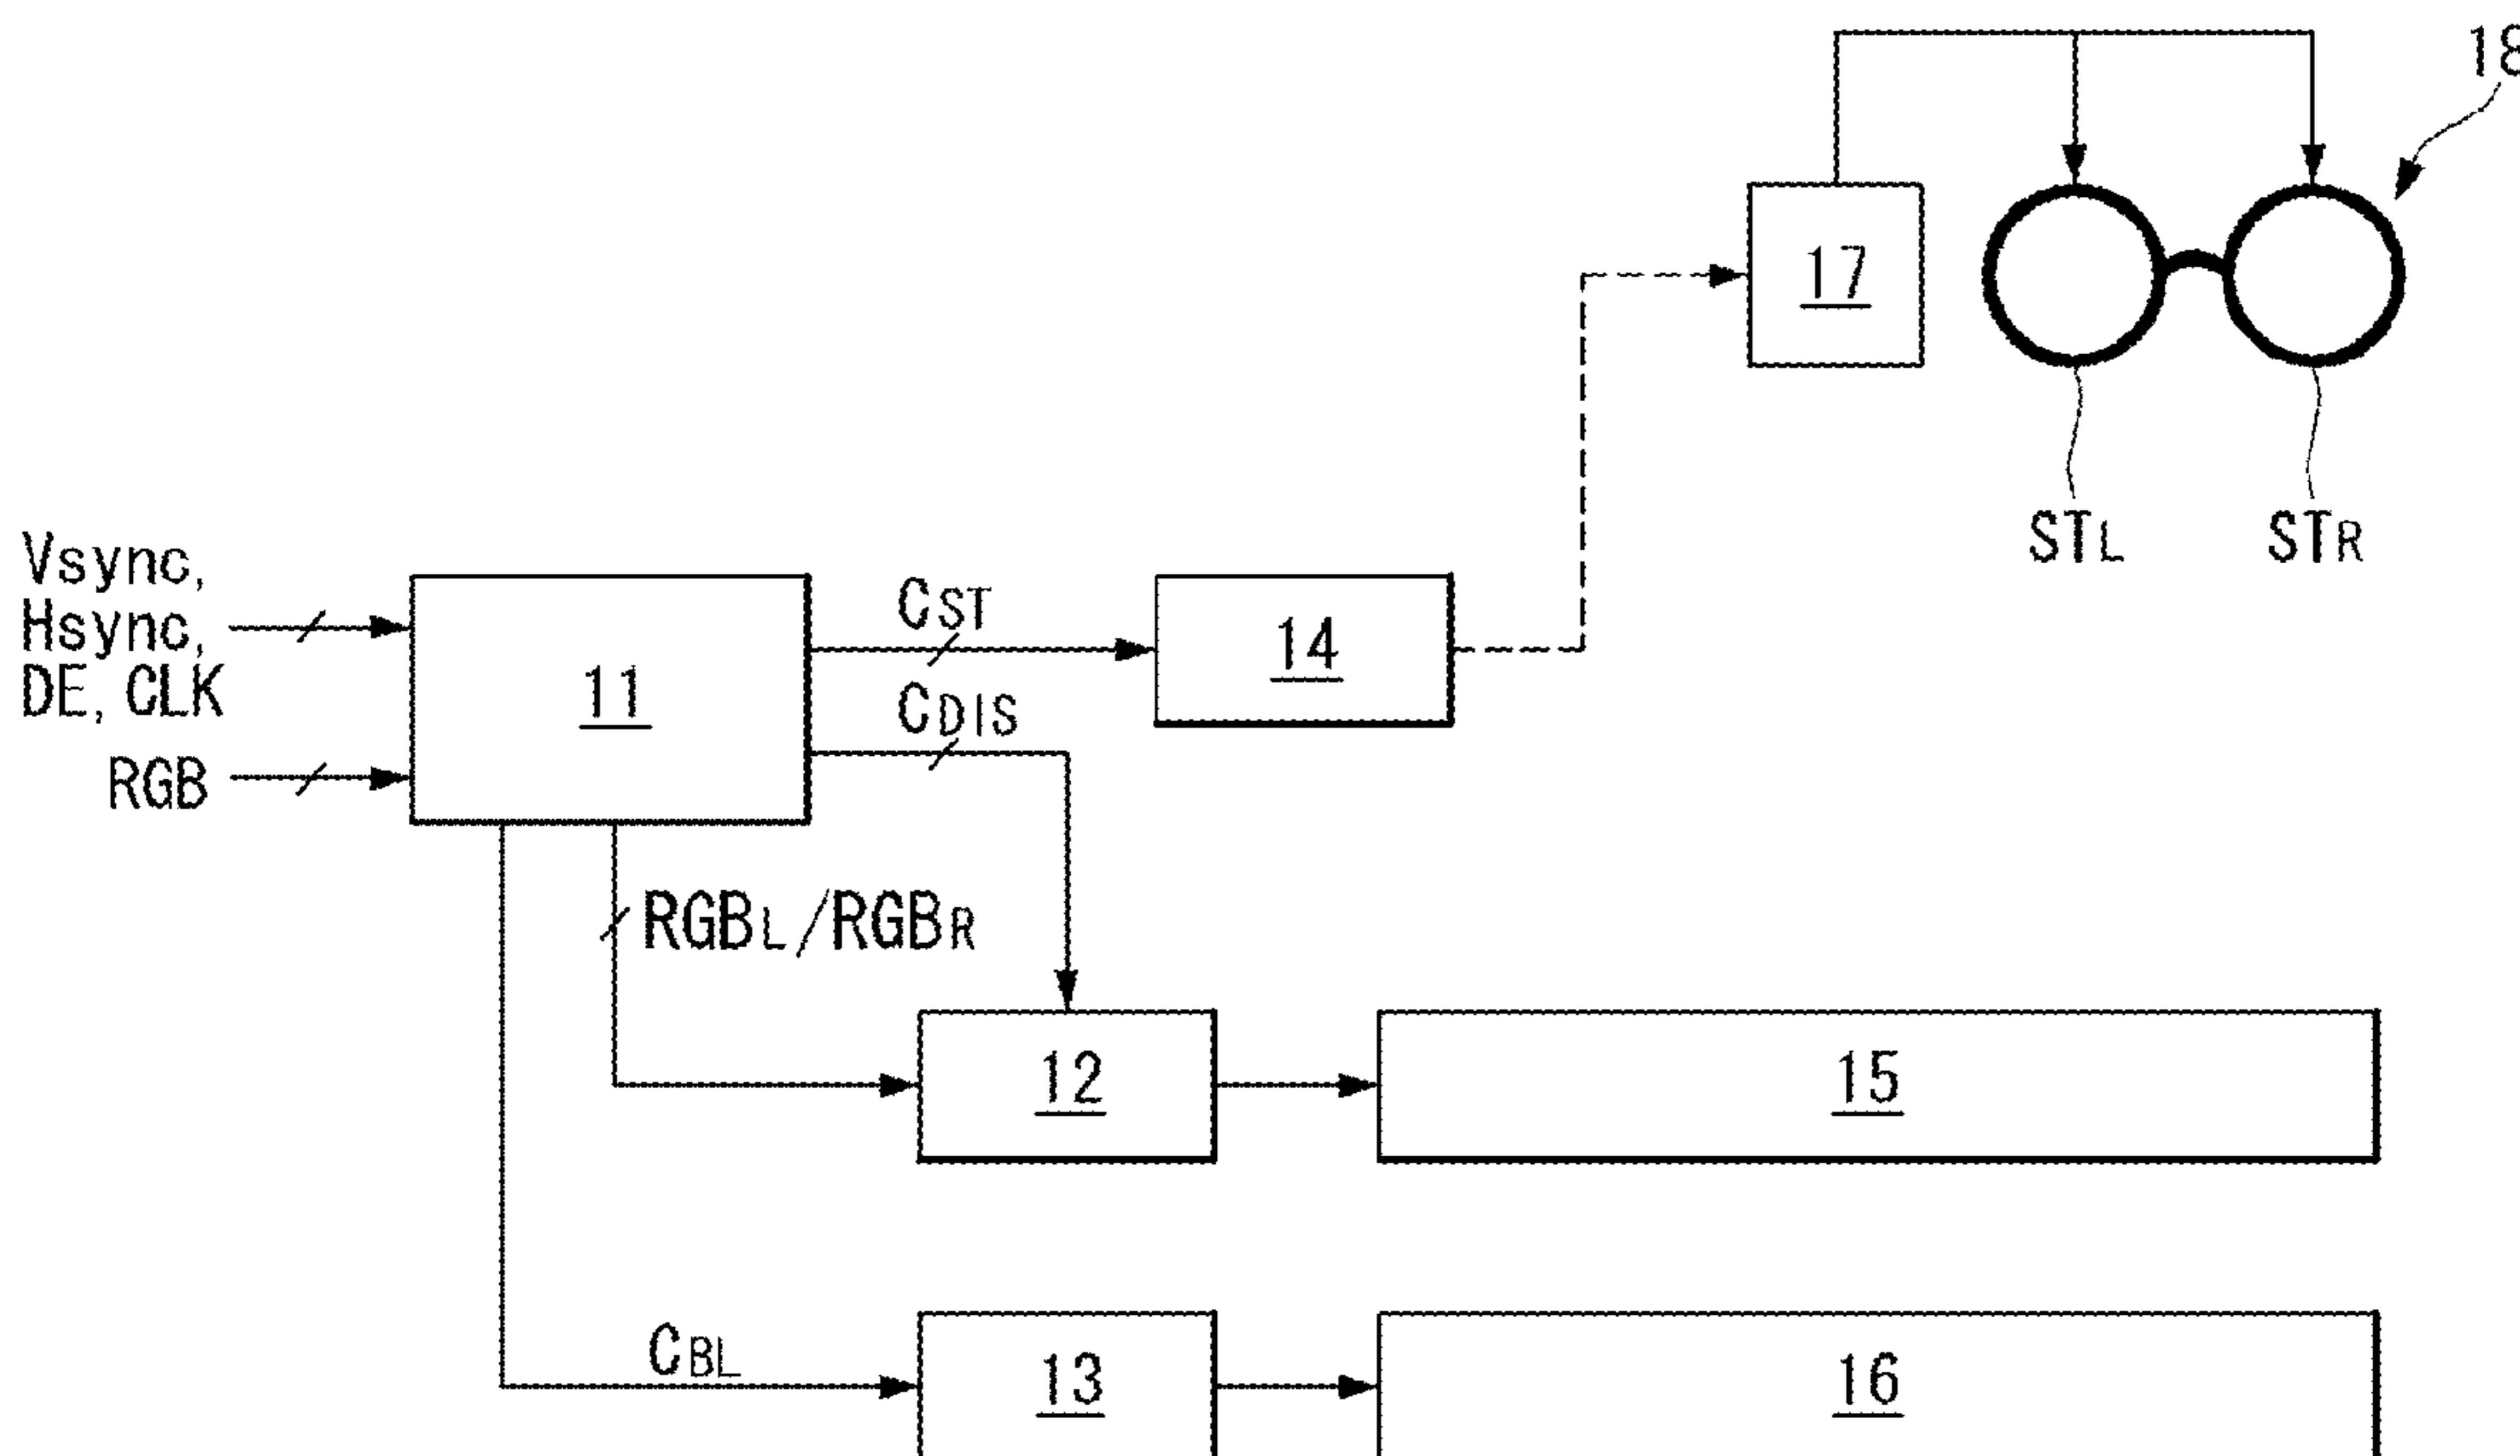 18
17
STL
STR
Vsync,
Hsync,
DE, CLK
RGB
11
CST
14
CDIS
RGBL/RGBR
12
15
CBL
13
16